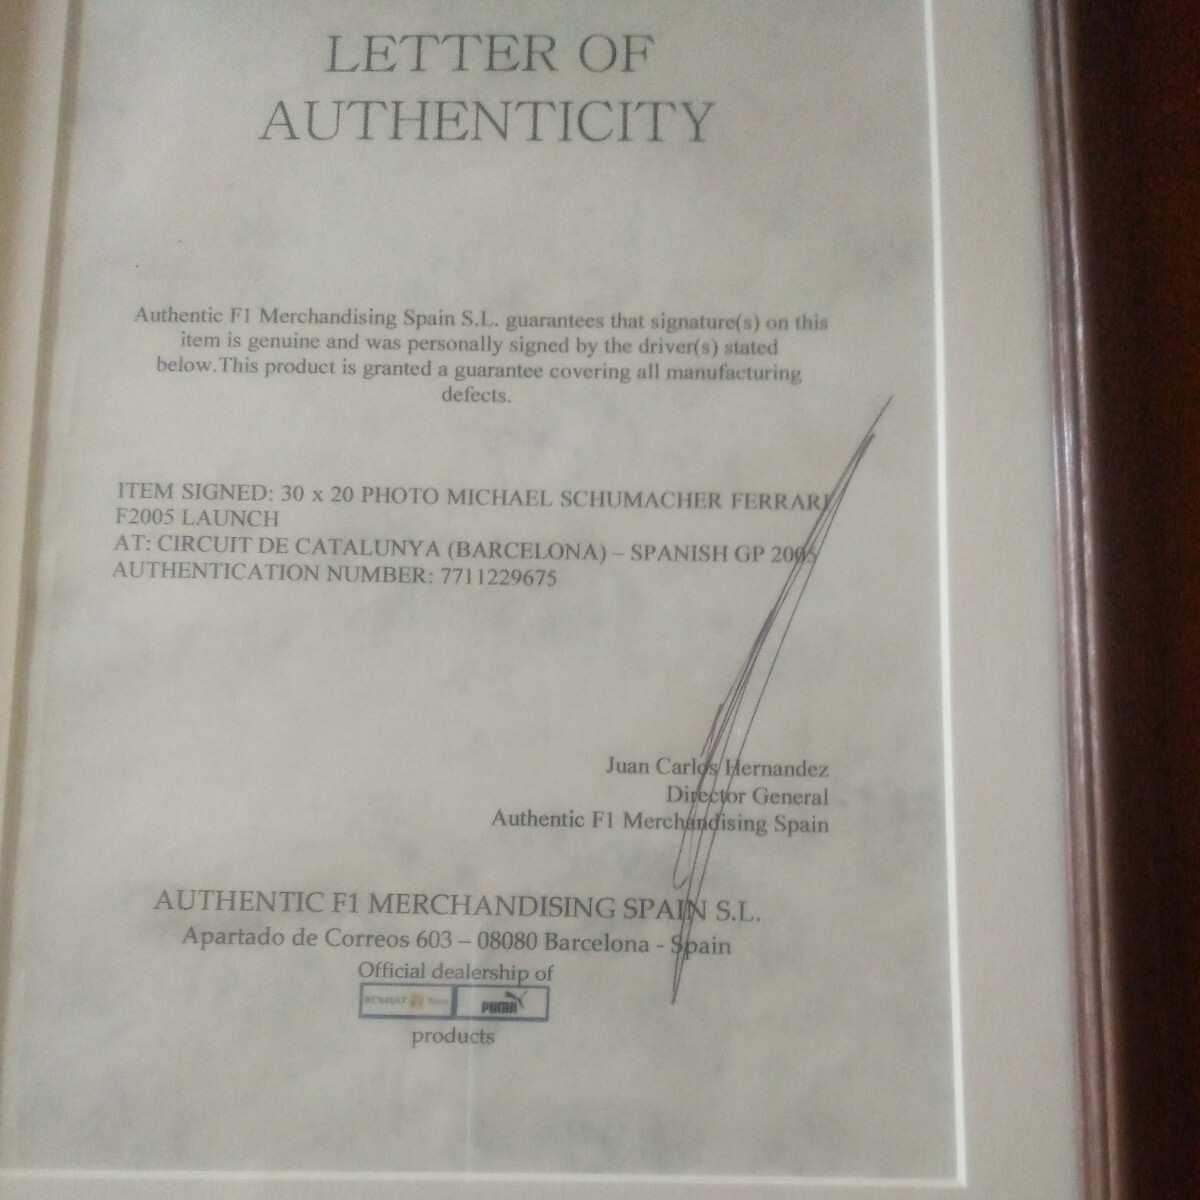 LETTER OF
AUTHENTICITY
Authentic F1 Merchandising Spain S.L. guarantees that signature(s) on this
item is genuine and was personally signed by the driver(s) stated
below.This product is granted a guarantee covering all manufacturing
defects.
ITEM SIGNED: 30 x 20 PHOTO MICHAEL SCHUMACHER FERRARI
F2005 LAUNCH
AT: CIRCUIT DE CATALUNYA (BARCELONA) – SPANISH GP 2005
AUTHENTICATION NUMBER: 7711229675
Juan Carlos Hernandez
Director General
Authentic F1 Merchandising Spain
AUTHENTIC F1 MERCHANDISING SPAIN S.L.
Apartado de Correos 603 – 08080 Barcelona - Spain
Official dealership of
RENAULT F1 Team PUMA
products